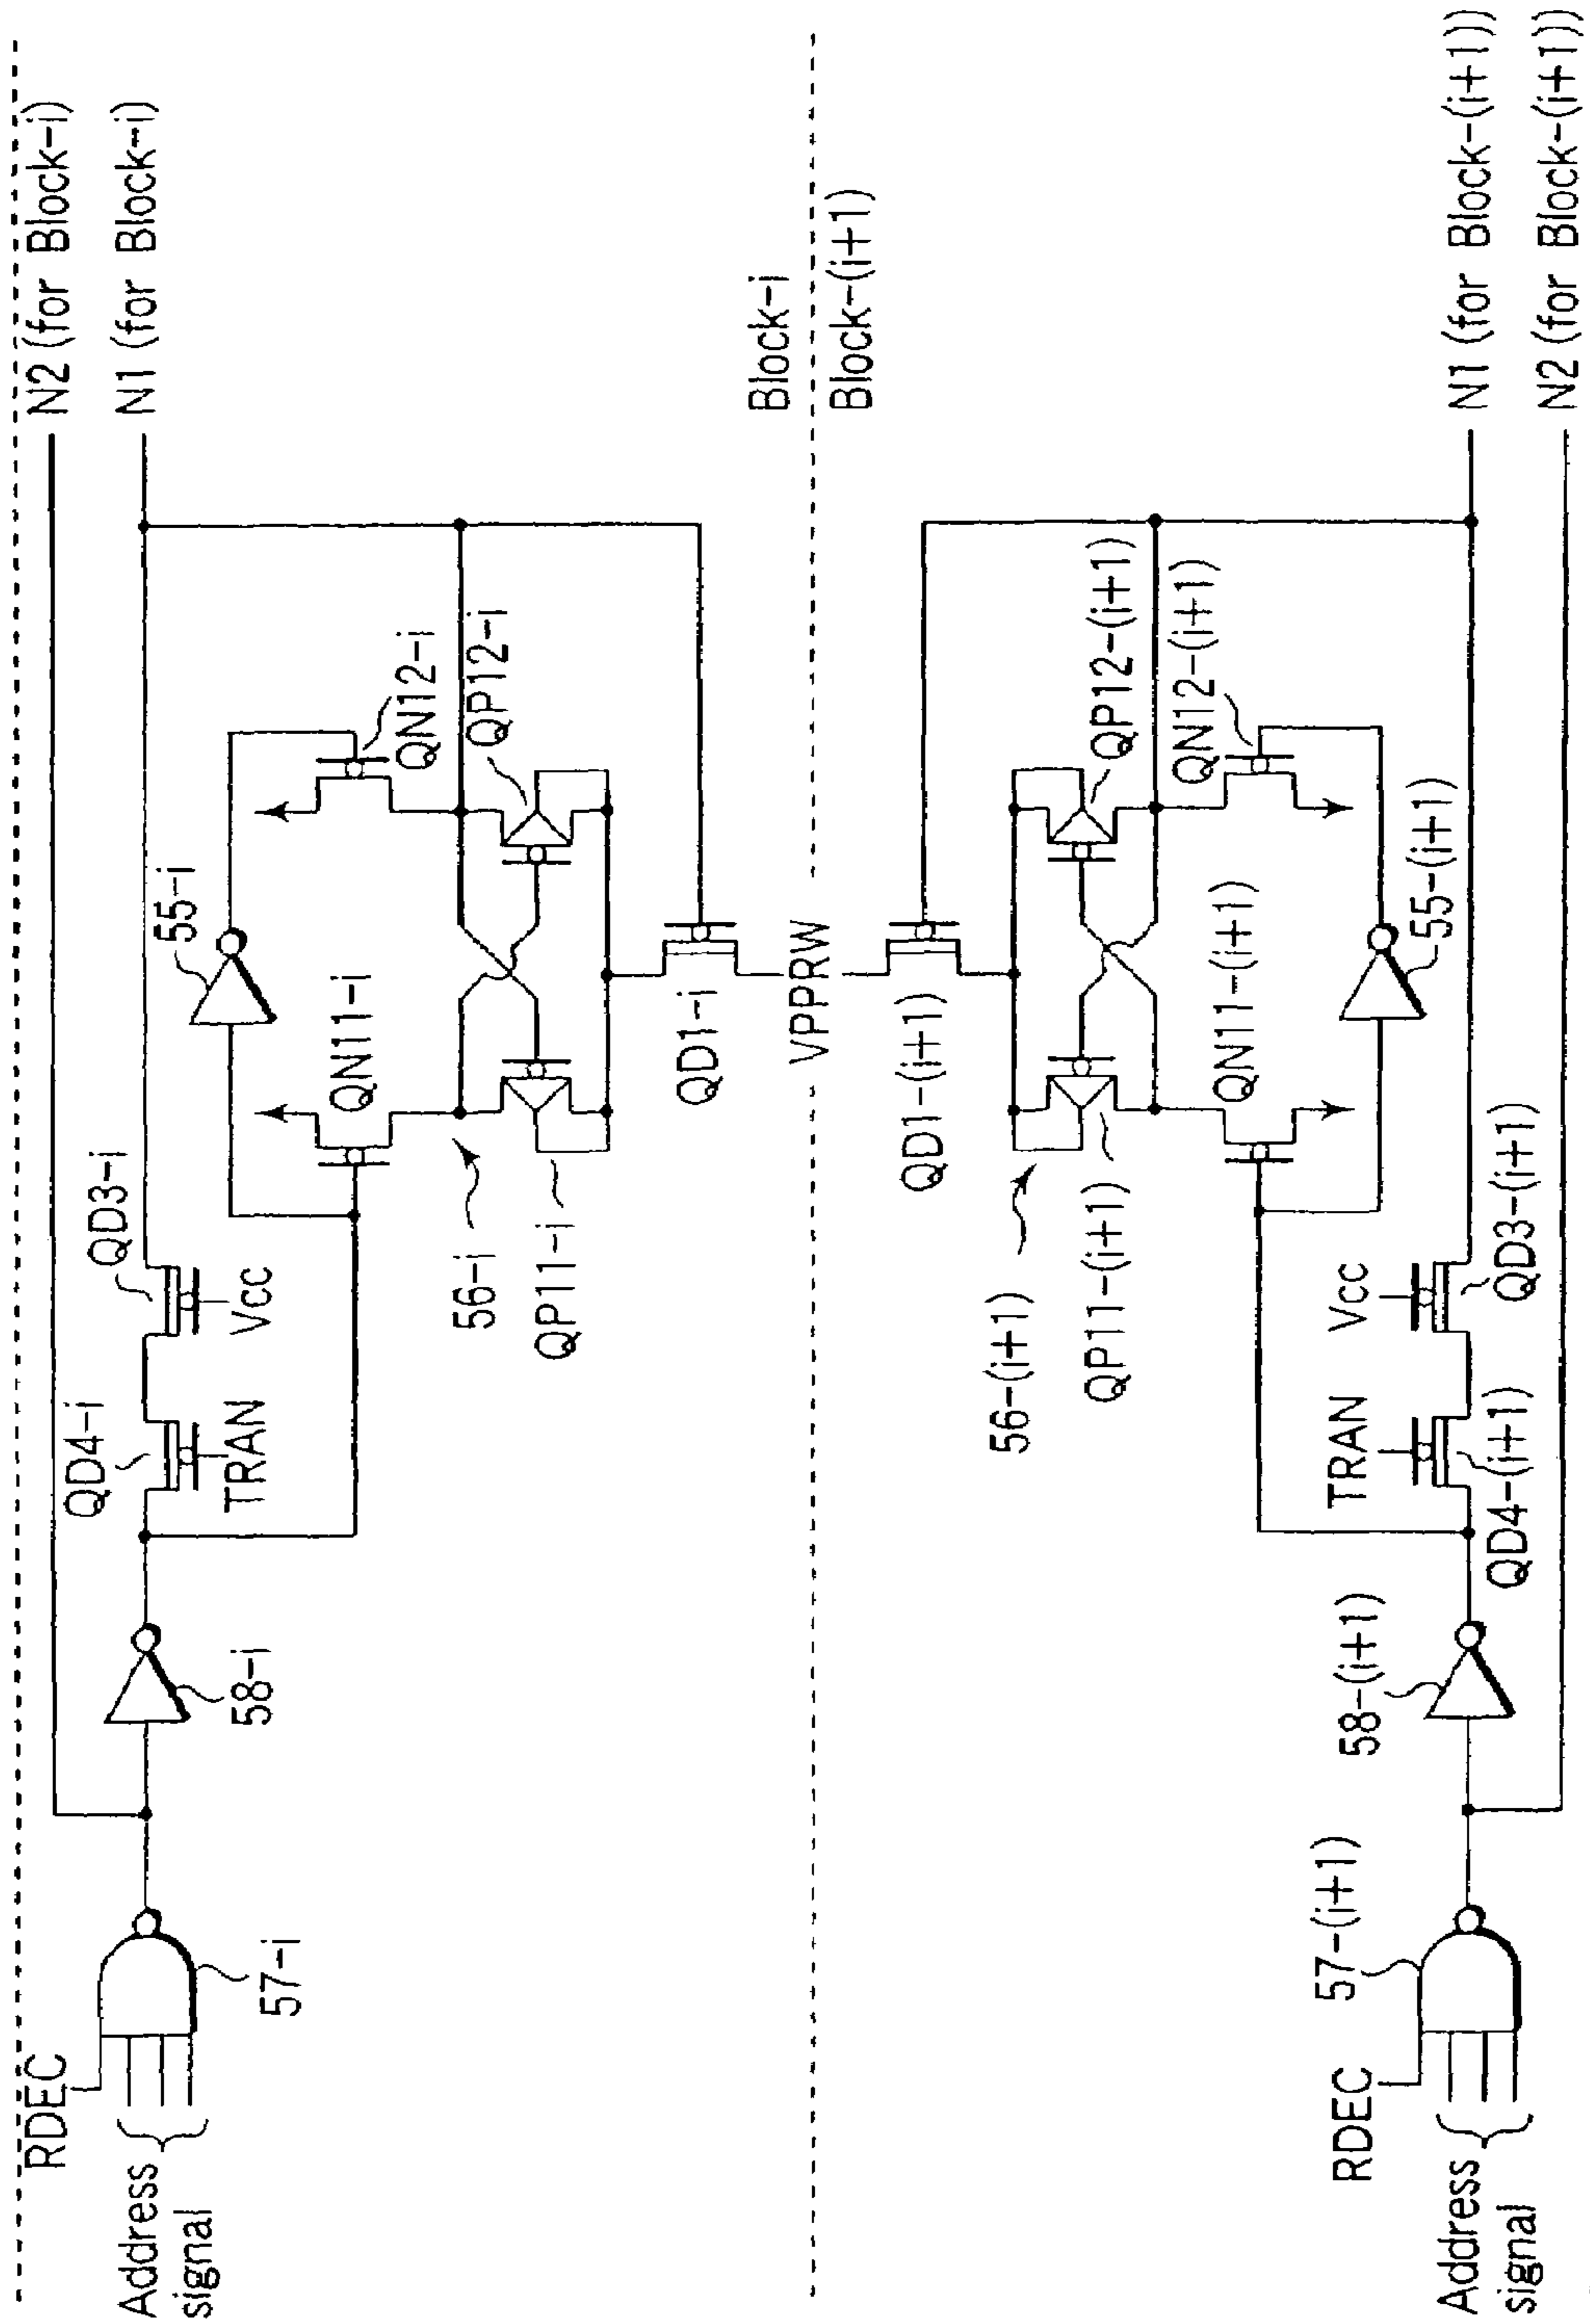 N2 (for Block-i)
N1 (for Block-i)
RDEC
Address
signal
57-i
58-i
QD4-i
TRAN
QD3-i
Vcc
55-i
QN11-i
QN12-i
56-i
QP11-i
QP12-i
QD1-i
Block-i
VPPRW
Block-(i+1)
QD1-(i+1)
56-(i+1)
QP11-(i+1)
QP12-(i+1)
QN11-(i+1)
QN12-(i+1)
55-(i+1)
RDEC
Address
signal
57-(i+1)
58-(i+1)
TRAN
QD4-(i+1)
Vcc
QD3-(i+1)
N1 (for Block-(i+1))
N2 (for Block-(i+1))